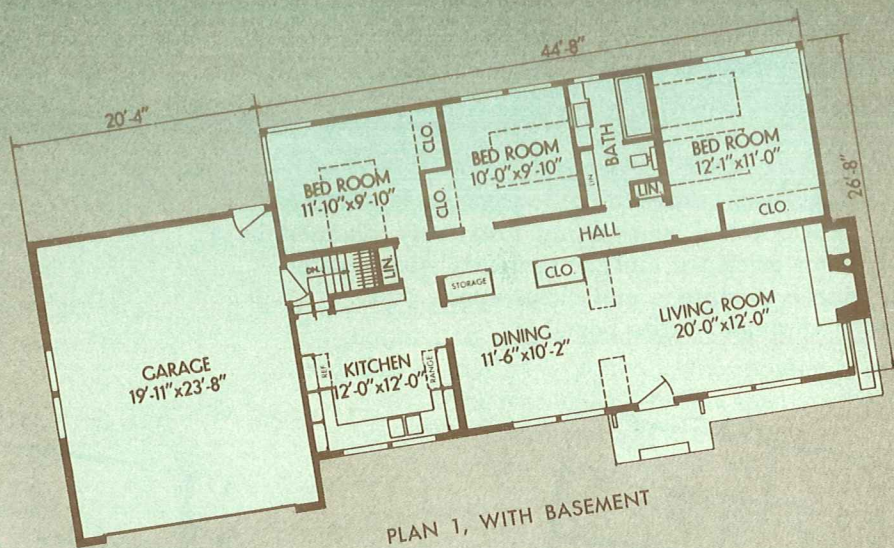 20'-4"
44'-8"
26'-8"
BED ROOM
11'-10"x9'-10"
CLO.
CLO.
BED ROOM
10'-0"x9'-10"
LIN
BATH
LIN.
BED ROOM
12'-1"x11'-0"
CLO.
HALL
DN.
LIN.
STORAGE
CLO.
GARAGE
19'-11"x23'-8"
REF.
KITCHEN
12'-0"x12'-0"
RANGE
DINING
11'-6"x10'-2"
LIVING ROOM
20'-0"x12'-0"
PLAN 1, WITH BASEMENT